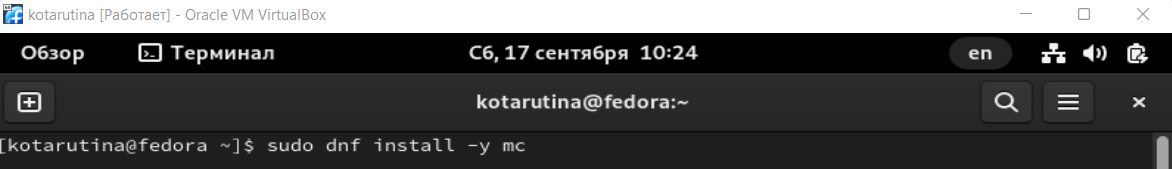 kotarutina [Работает] - Oracle VM VirtualBox
Обзор Терминал Сб, 17 сентября 10:24 en
kotarutina@fedora:~
[kotarutina@fedora ~]$ sudo dnf install -y mc